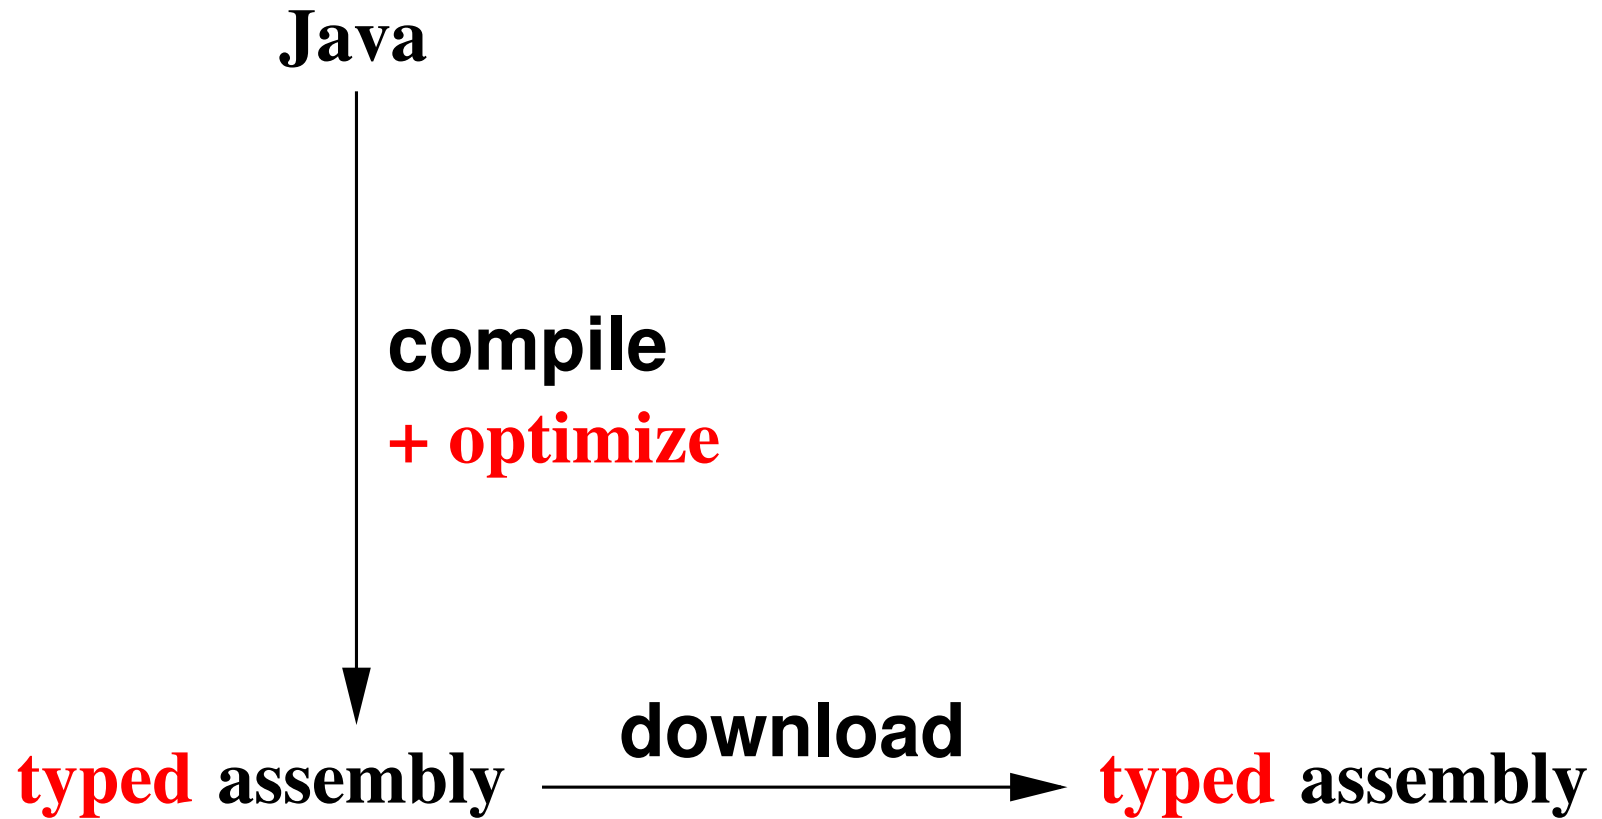 Java
compile
+ optimize
download
typed assembly
typed assembly